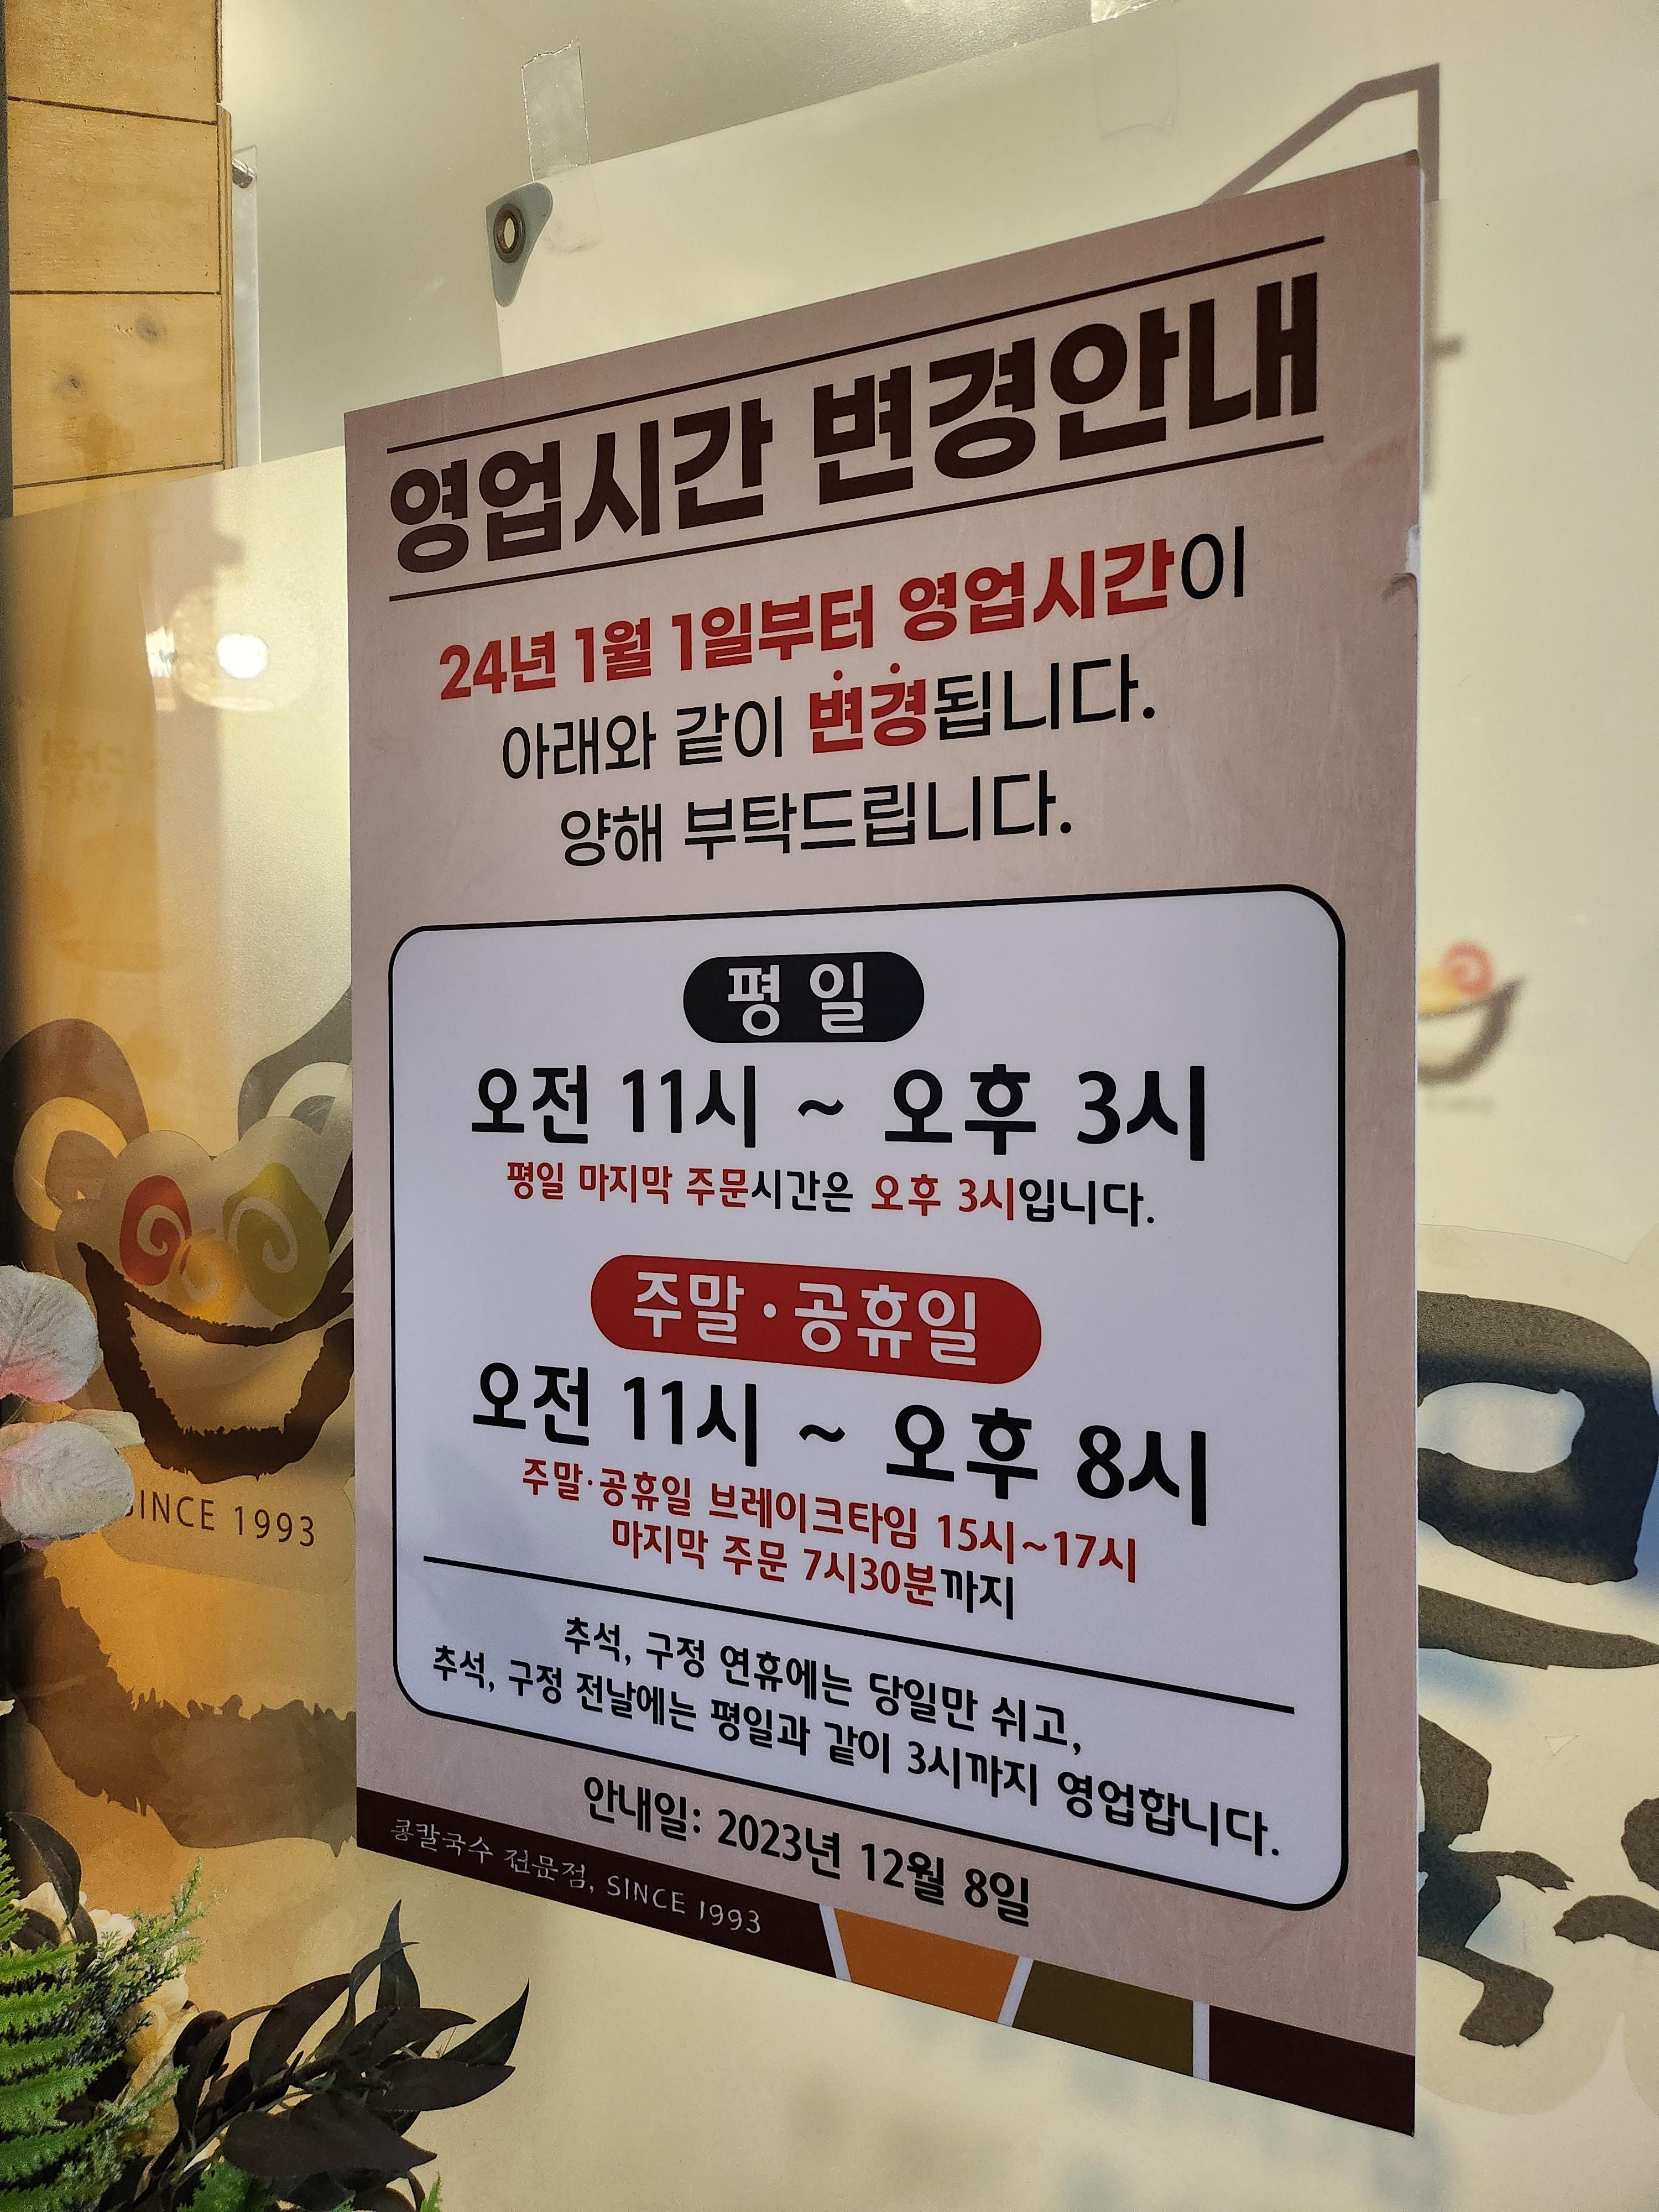 영업시간 변경안내
24년 1월 1일부터 영업시간이
아래와 같이 변경됩니다.
양해 부탁드립니다.
평일
오전 11시 ~ 오후 3시
평일 마지막 주문시간은 오후 3시입니다.
주말·공휴일
오전 11시 ~ 오후 8시
주말·공휴일 브레이크타임 15시~17시
마지막 주문 7시30분까지
추석, 구정 연휴에는 당일만 쉬고,
추석, 구정 전날에는 평일과 같이 3시까지 영업합니다.
안내일: 2023년 12월 8일
콩칼국수 전문점, SINCE 1993
SINCE 1993